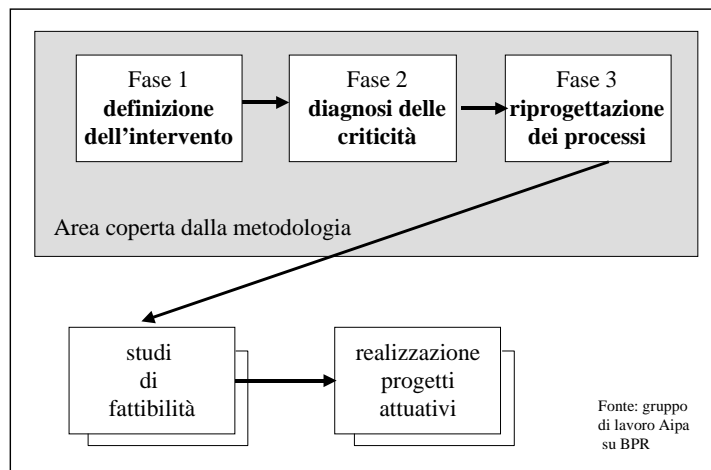 Fase 1
definizione
dell'intervento
Fase 2
diagnosi delle
criticità
Fase 3
riprogettazione
dei processi
Area coperta dalla metodologia
studi
di
fattibilità
realizzazione
progetti
attuativi
Fonte: gruppo
di lavoro Aipa
su BPR